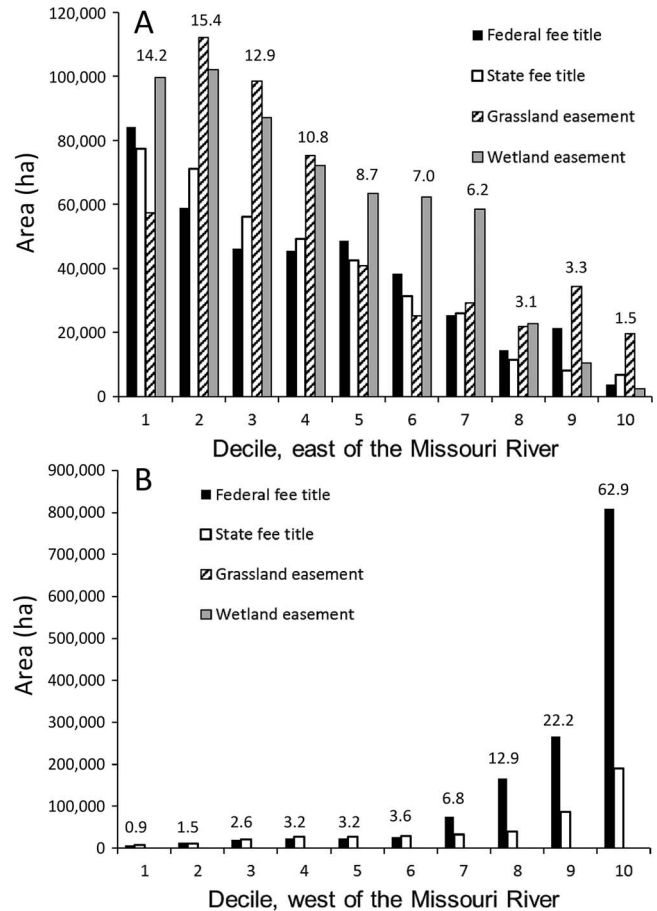 A
120,000
100,000
80,000
60,000
40,000
20,000
0
Area (ha)
14.2
15.4
12.9
10.8
8.7
7.0
6.2
3.1
3.3
1.5
Federal fee title
State fee title
Grassland easement
Wetland easement
1 2 3 4 5 6 7 8 9 10
Decile, east of the Missouri River
B
900,000
800,000
700,000
600,000
500,000
400,000
300,000
200,000
100,000
0
Area (ha)
Federal fee title
State fee title
Grassland easement
Wetland easement
0.9
1.5
2.6
3.2
3.2
3.6
6.8
12.9
22.2
62.9
1 2 3 4 5 6 7 8 9 10
Decile, west of the Missouri River